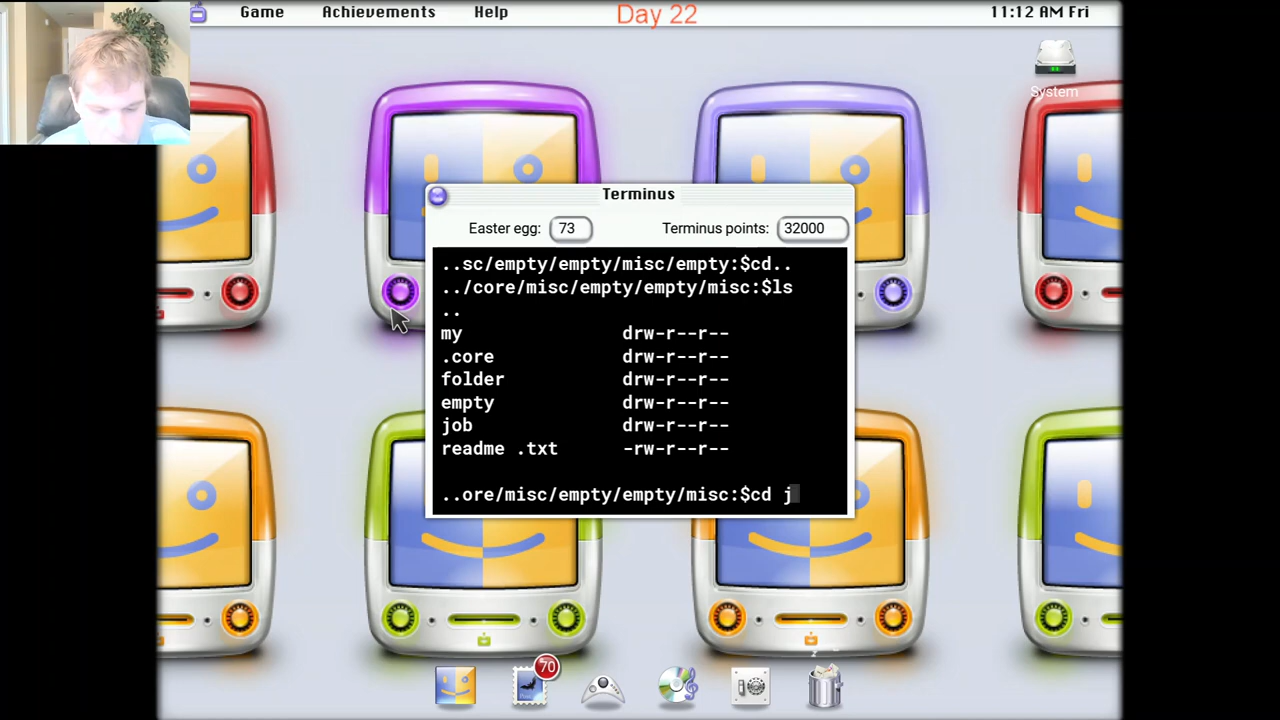 Game Achievements Help Day 22 11:12 AM Fri
System
Terminus
Easter egg: 73 Terminus points: 32000
..sc/empty/empty/misc/empty:$cd..
../core/misc/empty/empty/misc:$ls
..
my drw-r--r--
.core drw-r--r--
folder drw-r--r--
empty drw-r--r--
job drw-r--r--
readme .txt -rw-r--r--
..ore/misc/empty/empty/misc:$cd j
70